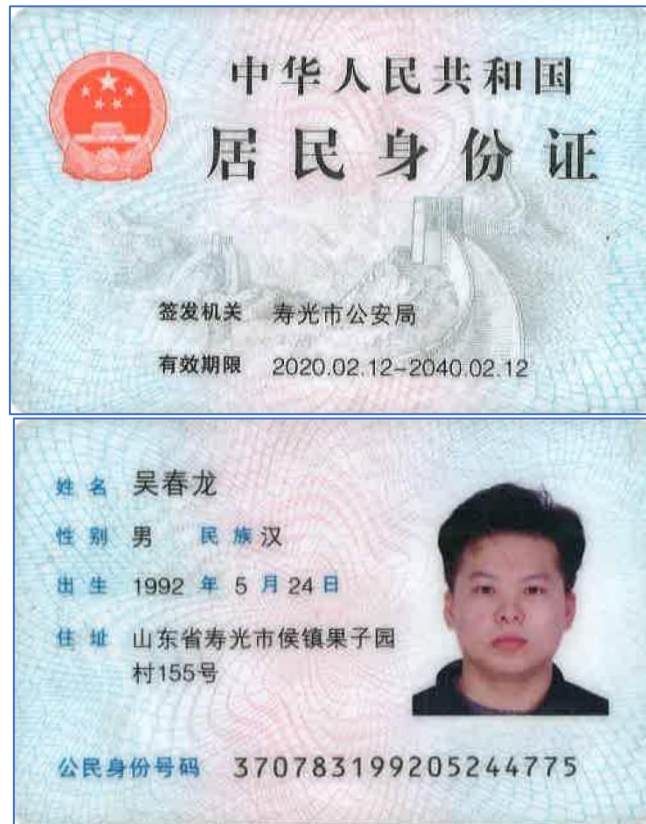 中华人民共和国
居民身份证
签发机关 寿光市公安局
有效期限 2020.02.12-2040.02.12
姓名 吴春龙
性别 男 民族 汉
出生 1992 年 5 月 24 日
住址 山东省寿光市侯镇果子园
村155号
公民身份号码 370783199205244775